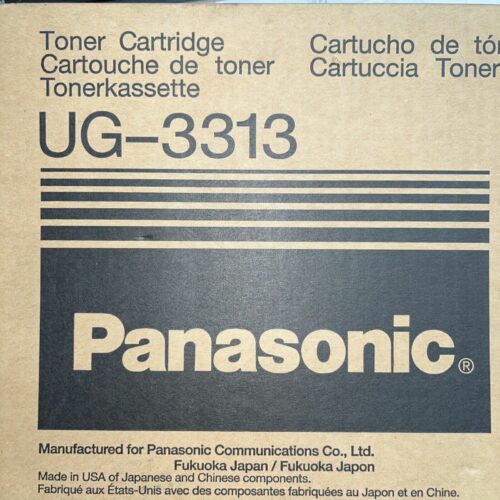 Toner Cartridge
Cartouche de toner
Tonerkassette
Cartucho de
Cartuccia Toner
UG-3313
Panasonic®
Manufactured for Panasonic Communications Co., Ltd.
Fukuoka Japan / Fukuoka Japon
Made in USA of Japanese and Chinese components.
Fabriqué aux États-Unis avec des composantes fabriquées au Japon et en Chine.